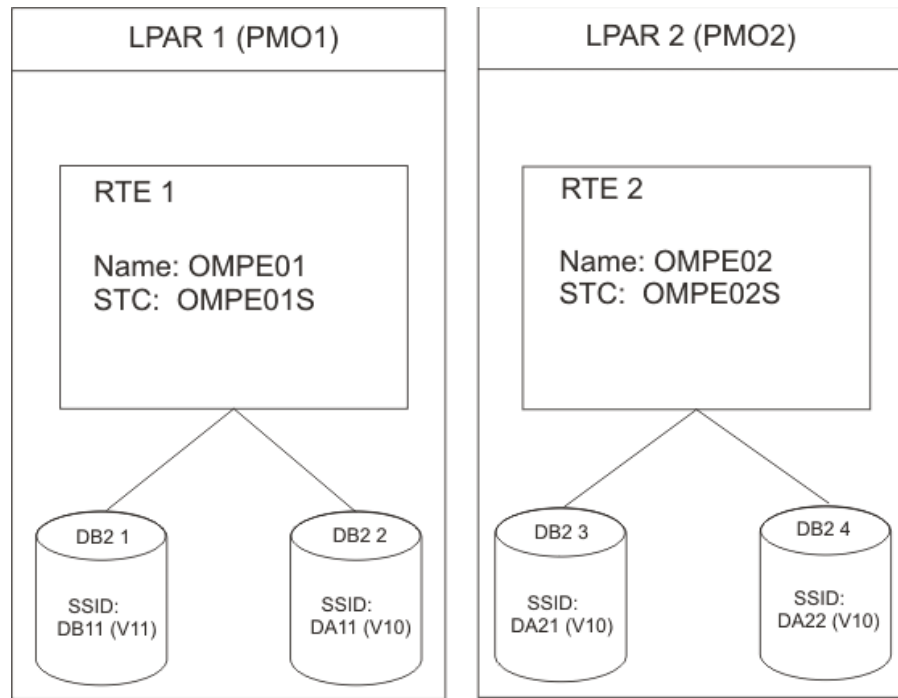 LPAR 1 (PMO1)
RTE 1
Name: OMPE01
STC: OMPE01S
DB2 1
SSID:
DB11 (V11)
DB2 2
SSID:
DA11 (V10)
LPAR 2 (PMO2)
RTE 2
Name: OMPE02
STC: OMPE02S
DB2 3
SSID:
DA21 (V10)
DB2 4
SSID:
DA22 (V10)